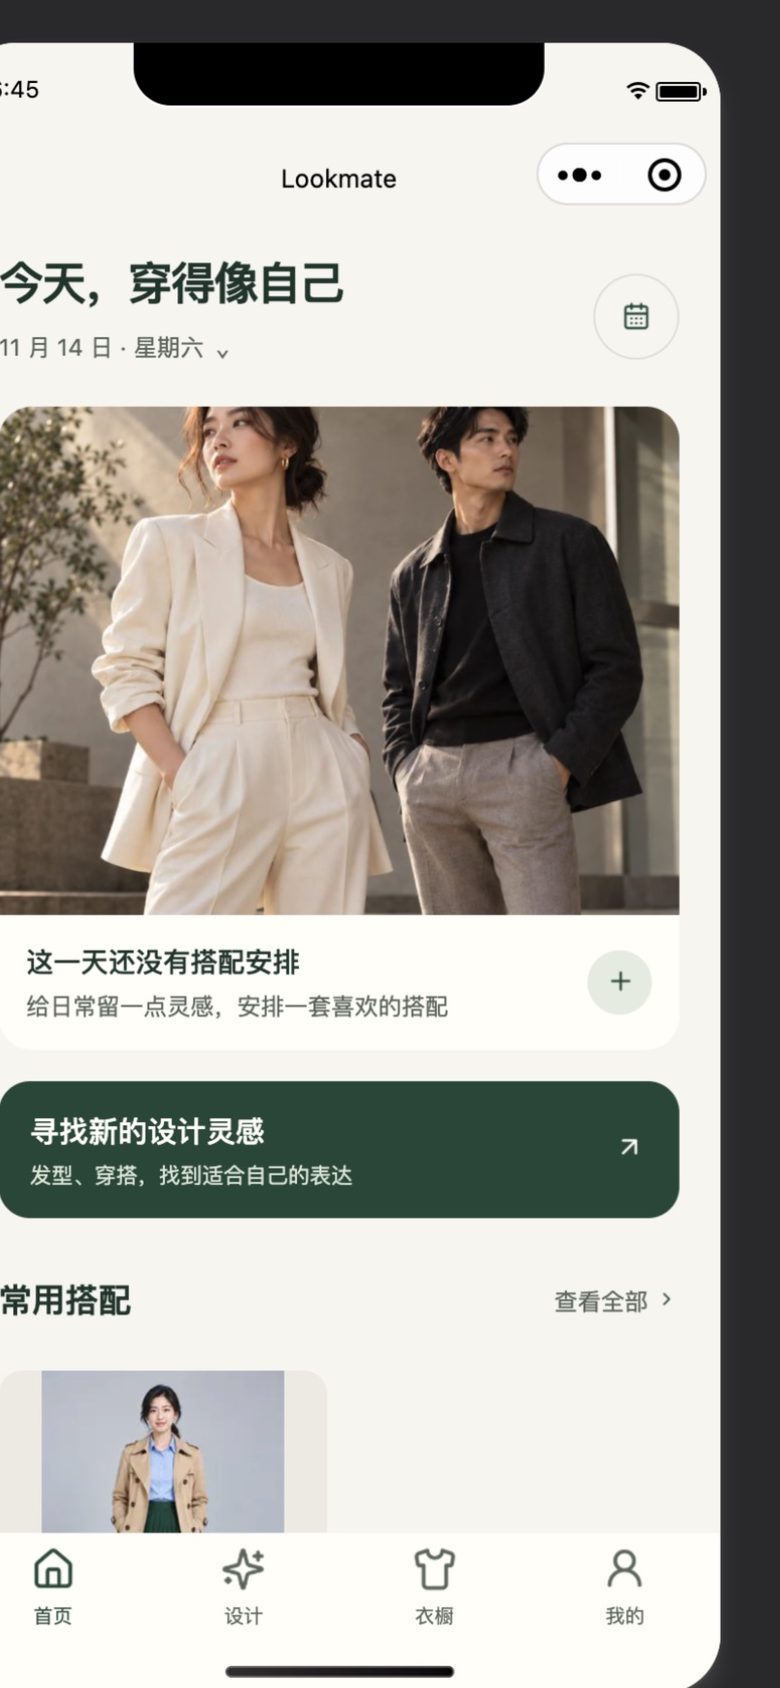 :45
Lookmate
今天，穿得像自己
11 月 14 日 · 星期六
这一天还没有搭配安排
给日常留一点灵感，安排一套喜欢的搭配
寻找新的设计灵感
发型、穿搭，找到适合自己的表达
常用搭配
查看全部
首页
设计
衣橱
我的